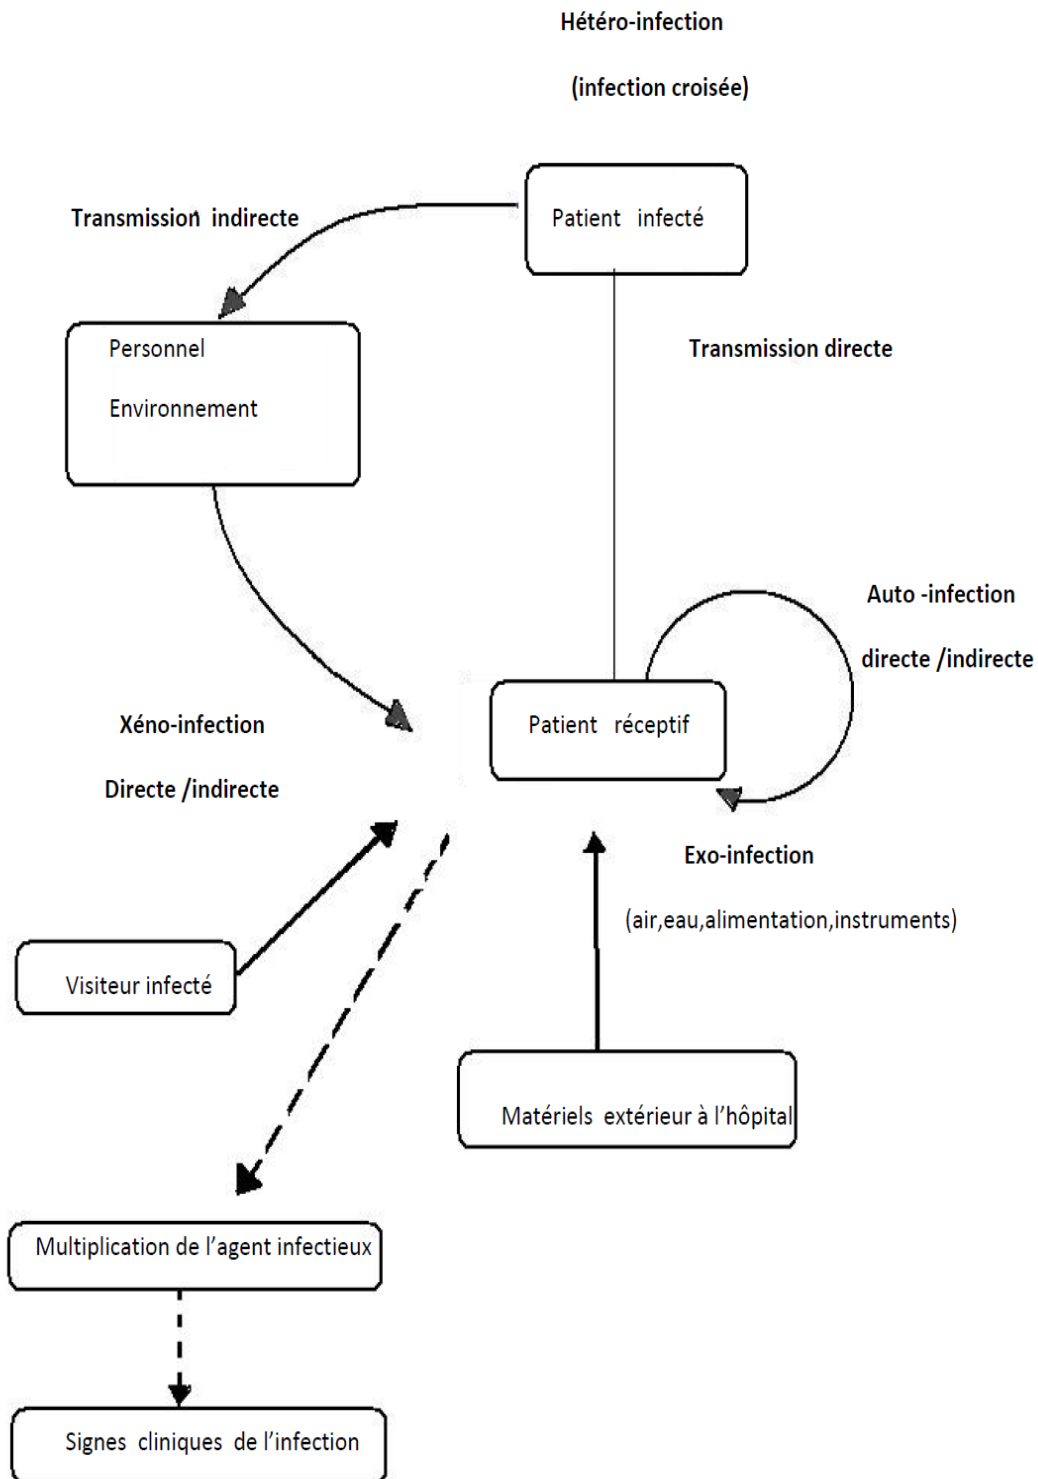 Hétéro-infection
(infection croisée)
Patient infecté
Transmission indirecte
Personnel
Environnement
Transmission directe
Auto -infection
directe /indirecte
Patient réceptif
Xéno-infection
Directe /indirecte
Exo-infection
(air,eau,alimentation,instruments)
Visiteur infecté
Matériels extérieur à l’hôpital
Multiplication de l’agent infectieux
Signes cliniques de l’infection